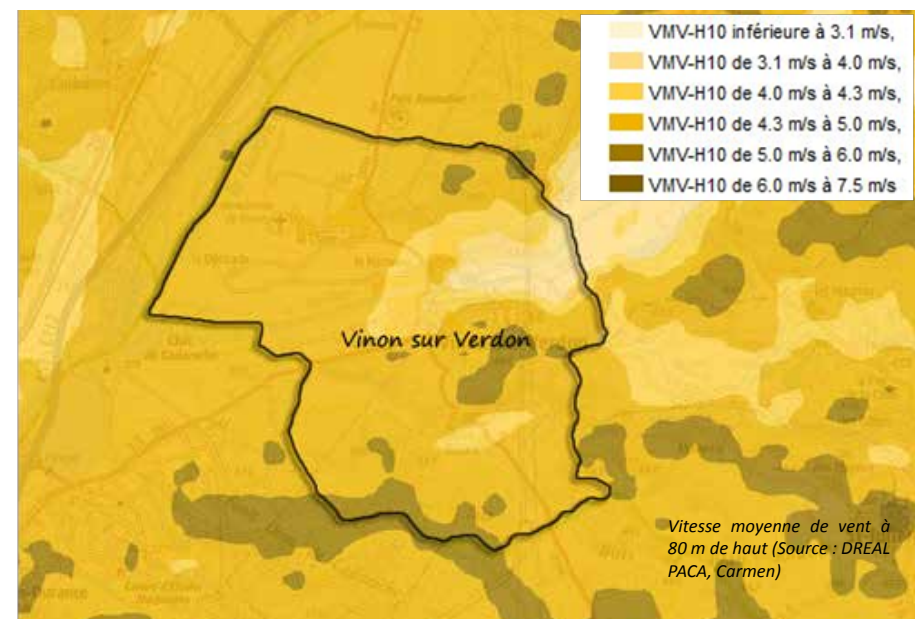 VMV-H10 inférieure à 3.1 m/s,
VMV-H10 de 3.1 m/s à 4.0 m/s,
VMV-H10 de 4.0 m/s à 4.3 m/s,
VMV-H10 de 4.3 m/s à 5.0 m/s,
VMV-H10 de 5.0 m/s à 6.0 m/s,
VMV-H10 de 6.0 m/s à 7.5 m/s
Vinon sur Verdon
Vitesse moyenne de vent à
80 m de haut (Source : DREAL
PACA, Carmen)